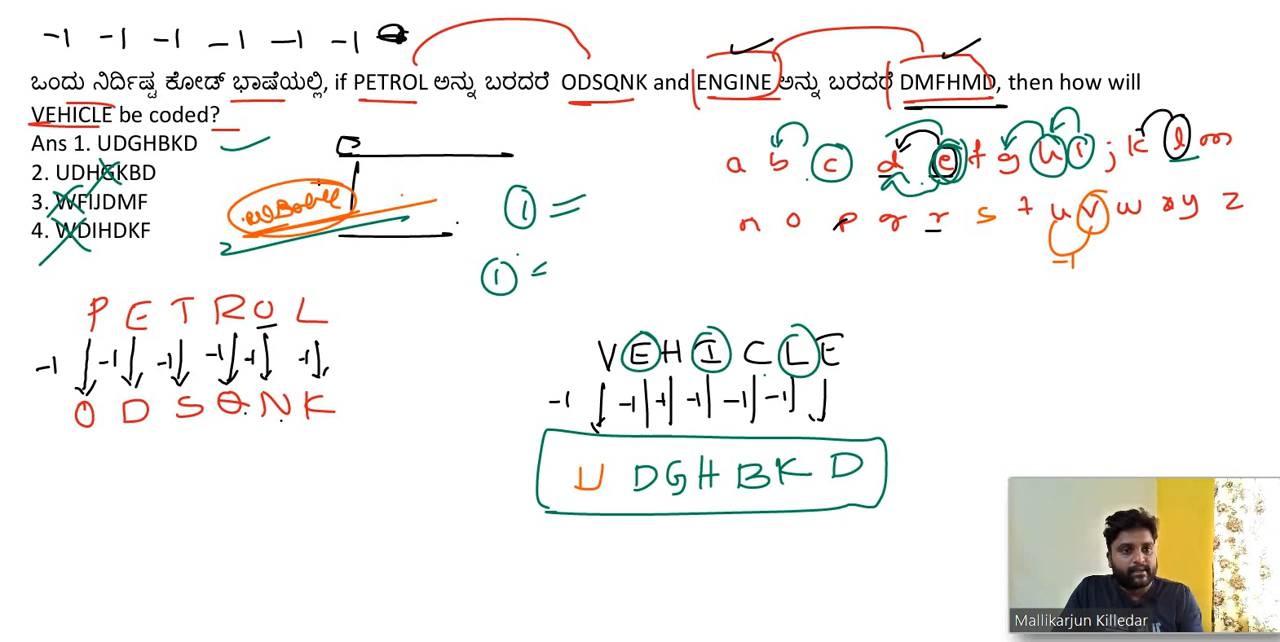 -1 -1 -1 -1 -1 -1
ಒಂದು ನಿರ್ದಿಷ್ಟ ಕೋಡ್ ಭಾಷೆಯಲ್ಲಿ, if PETROL ಅನ್ನು ಬರದರೆ ODSQNK and ENGINE ಅನ್ನು ಬರದರೆ DMFHMD, then how will
VEHICLE be coded?
Ans 1. UDGHBKD
2. UDHGKBD
3. WFIJDMF
4. WDIHDKF
① =
① =
a b c d e f g h i j k l m
n o p q r s t u v w x y z
-1
P E T R O L
-1 -1 -1 -1 -1 -1
O D S Q N K
V E H I C L E
-1 -1 -1 -1 -1 -1
U D G H B K D
Mallikarjun Killedar